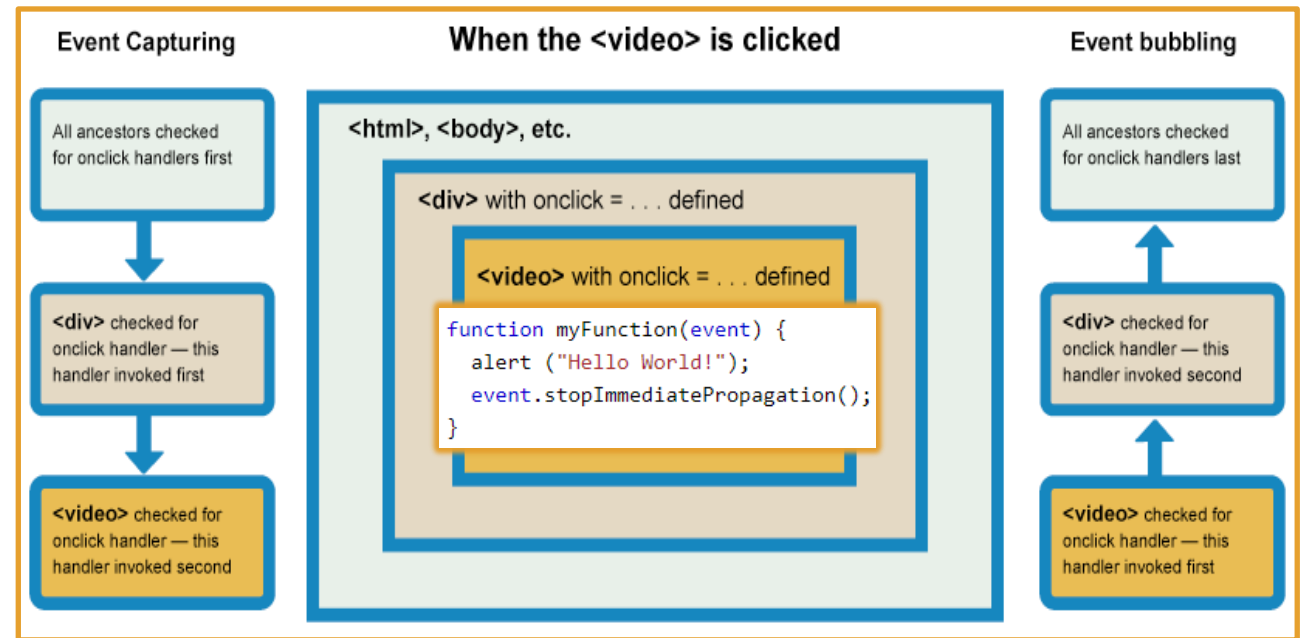 Event Capturing
All ancestors checked
for onclick handlers first
<div> checked for
onclick handler — this
handler invoked first
<video> checked for
onclick handler — this
handler invoked second
When the <video> is clicked
<html>, <body>, etc.
<div> with onclick = . . . defined
<video> with onclick = . . . defined
function myFunction(event) {
  alert ("Hello World!");
  event.stopImmediatePropagation();
}
Event bubbling
All ancestors checked
for onclick handlers last
<div> checked for
onclick handler — this
handler invoked second
<video> checked for
onclick handler — this
handler invoked first